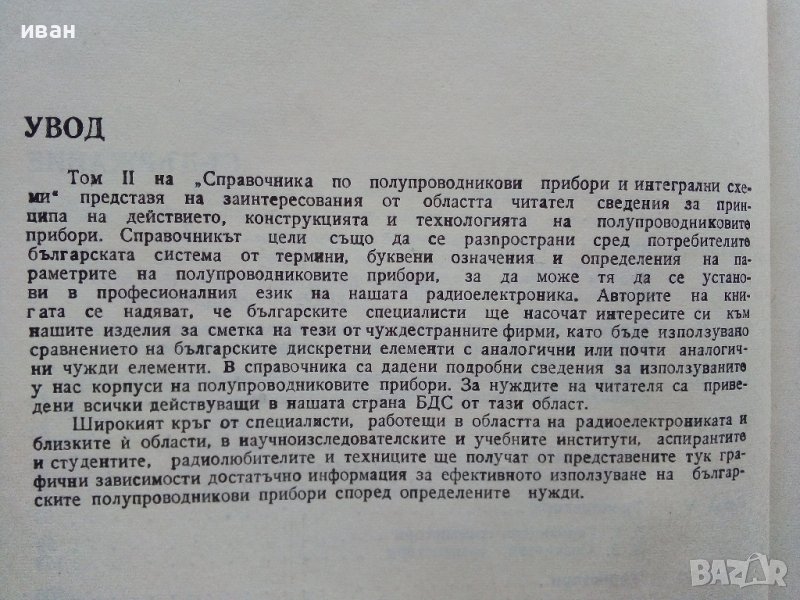 иван
УВОД
Том II на „Справочника по полупроводникови прибори и интегрални схе-
ми“ представя на заинтересования от областта читател сведения за прин-
ципа на действието, конструкцията и технологията на полупроводниковите
прибори. Справочникът цели също да се разпространи сред потребителите
българската система от термини, буквени означения и определения на па-
раметрите на полупроводниковите прибори, за да може тя да се устано-
ви в професионалния език на нашата радиоелектроника. Авторите на кни-
гата се надяват, че българските специалисти ще насочат интересите си към
нашите изделия за сметка на тези от чуждестранните фирми, като бъде използувано
сравнението на българските дискретни елементи с аналогични или почти аналогич-
ни чужди елементи. В справочника са дадени подробни сведения за използуваните
у нас корпуси на полупроводниковите прибори. За нуждите на читателя са приве-
дени всички действуващи в нашата страна БДС от тази област.
Широкият кръг от специалисти, работещи в областта на радиоелектрониката и
близките ѝ области, в научноизследователските и учебните институти, аспирантите
и студентите, радиолюбителите и техниците ще получат от представените тук гра-
фични зависимости достатъчно информация за ефективното използуване на българ-
ските полупроводникови прибори според определените нужди.
BAZAR